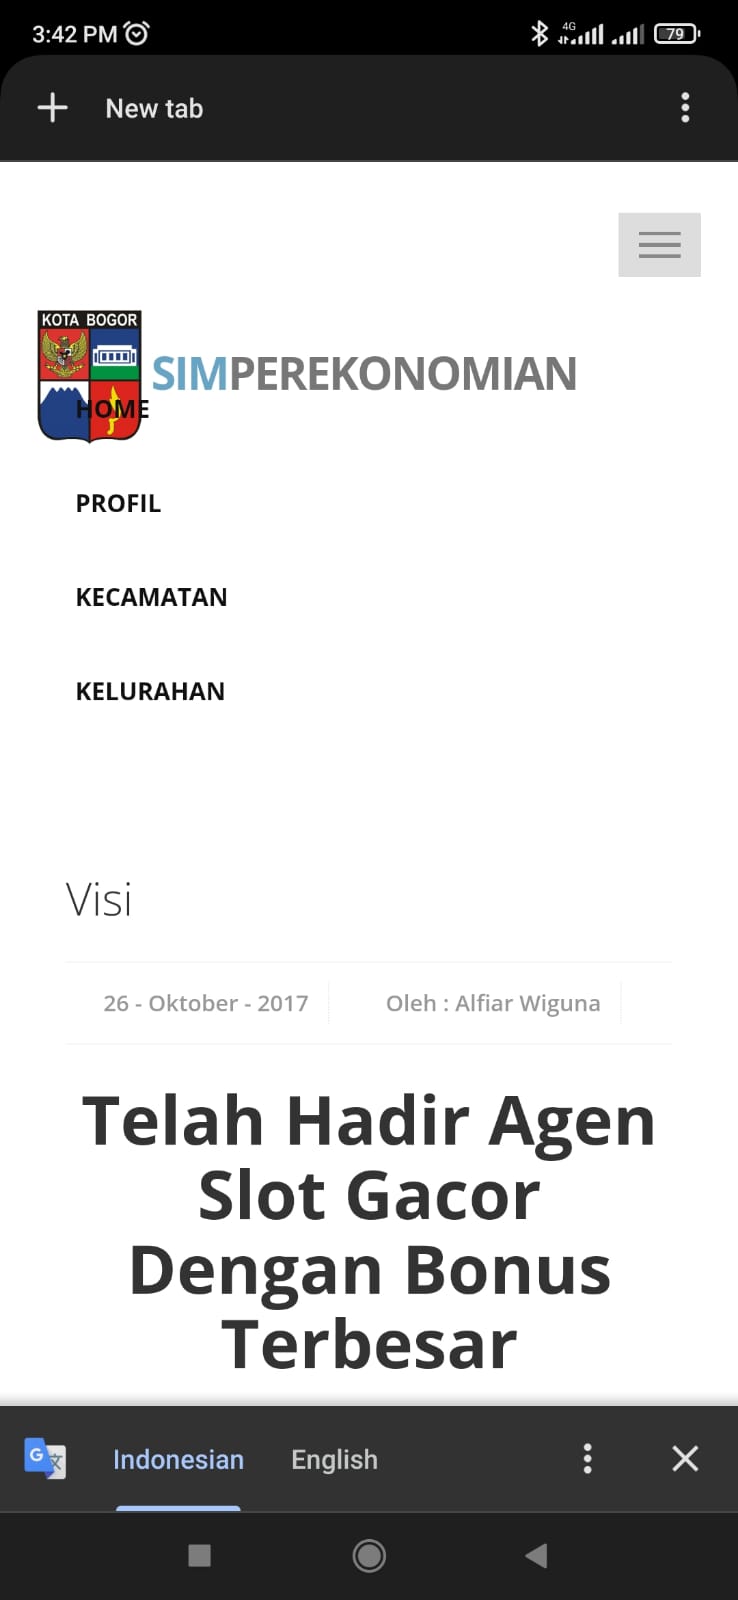 3:42 PM
4G
79
New tab
KOTA BOGOR
SIMPEREKONOMIAN
HOME
PROFIL
KECAMATAN
KELURAHAN
Visi
26 - Oktober - 2017
Oleh : Alfiar Wiguna
Telah Hadir Agen
Slot Gacor
Dengan Bonus
Terbesar
Indonesian
English